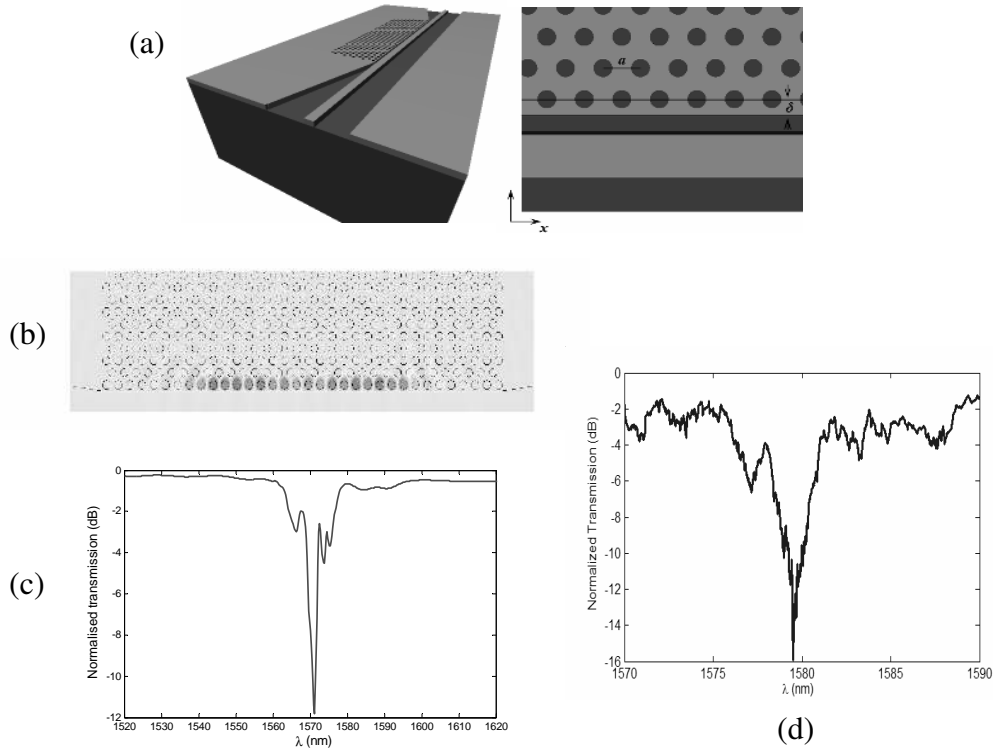 (a)
a
δ
x
(b)
(c)
Normalised transmission (dB)
0
-2
-4
-6
-8
-10
-12
1520 1530 1540 1550 1560 1570 1580 1590 1600 1610 1620
λ (nm)
Normalized Transmission (dB)
0
-2
-4
-6
-8
-10
-12
-14
-16
1570 1575 1580 1585 1590
λ (nm)
(d)